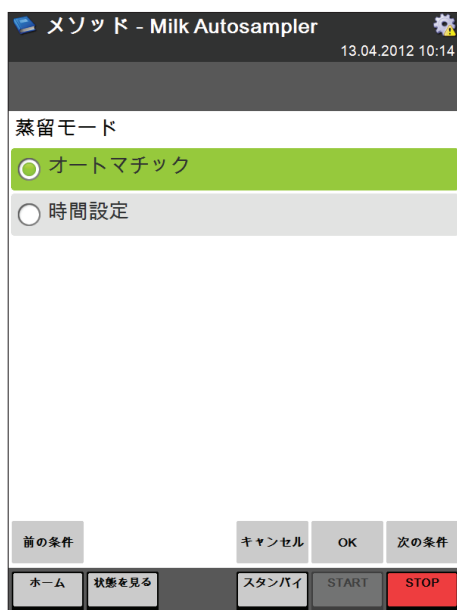 メソッド - Milk Autosampler
13.04.2012 10:14
蒸留モード
オートマチック
時間設定
前の条件 キャンセル OK 次の条件
ホーム 状態を見る スタンバイ START STOP